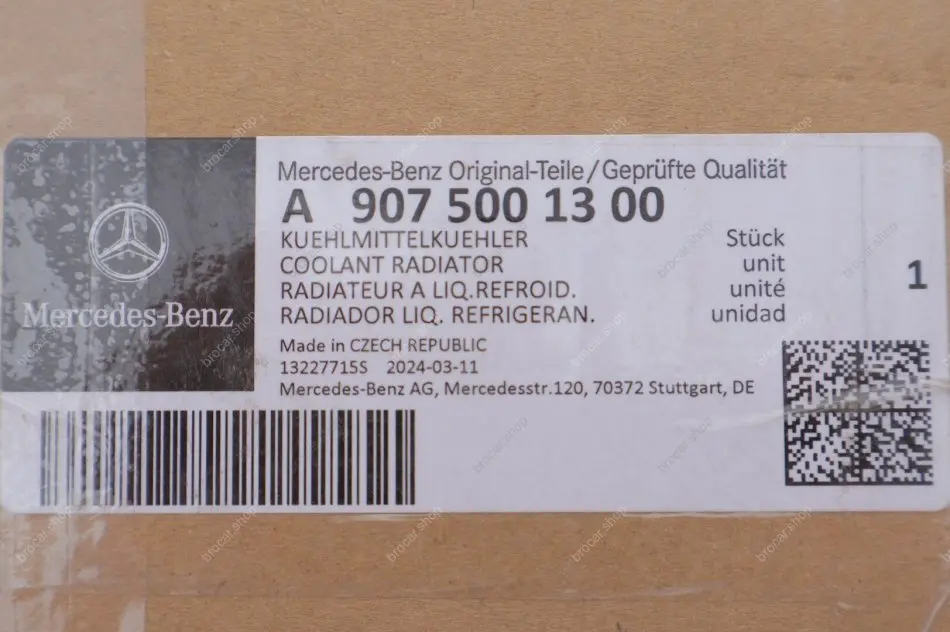 Mercedes-Benz Original-Teile/Geprüfte Qualität
A 907 500 13 00
KUEHLMITTELKUEHLER Stück
COOLANT RADIATOR unit
RADIATEUR A LIQ.REFROID. unité
RADIADOR LIQ. REFRIGERAN. unidad
1
Mercedes-Benz
Made in CZECH REPUBLIC
13227715S 2024-03-11
Mercedes-Benz AG, Mercedesstr.120, 70372 Stuttgart, DE
brocar.shop